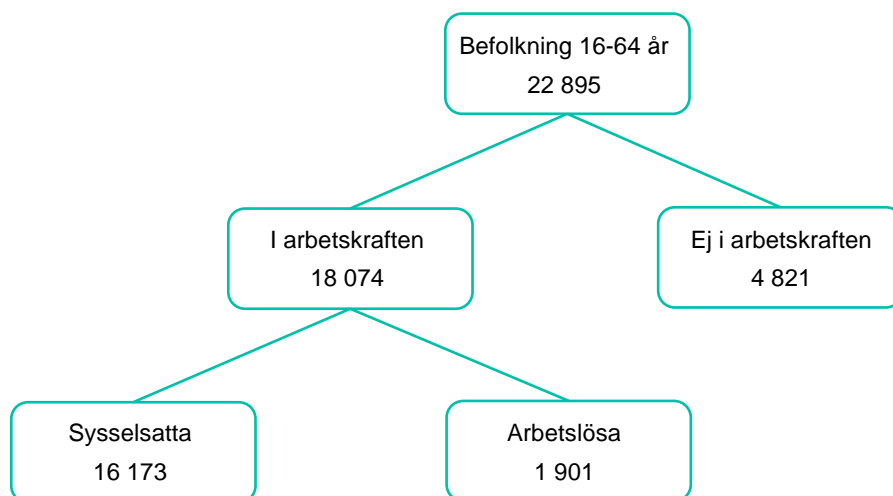 Befolkning 16-64 år
22 895
I arbetskraften
18 074
Ej i arbetskraften
4 821
Sysselsatta
16 173
Arbetslösa
1 901